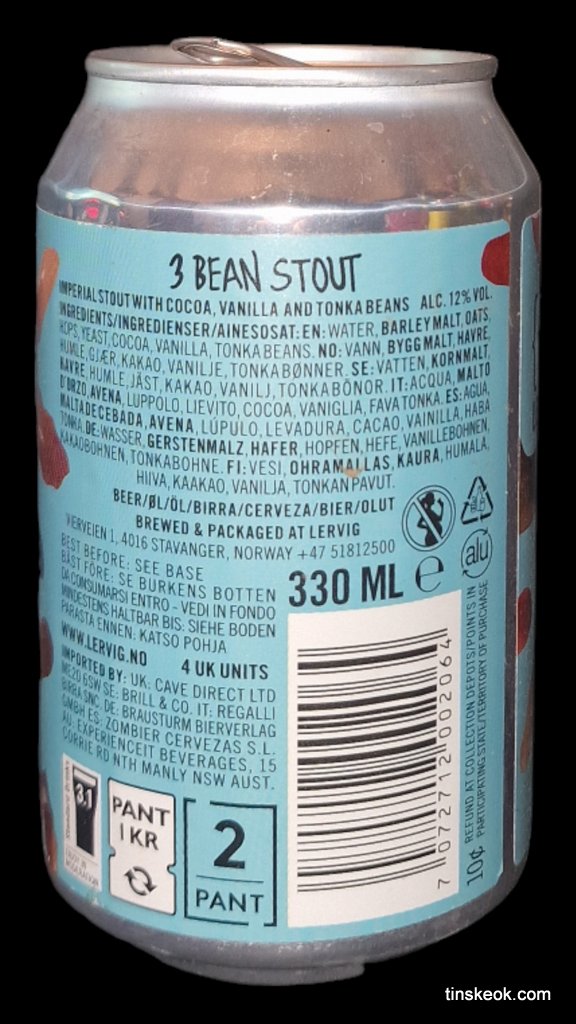 3 BEAN STOUT
IMPERIAL STOUT WITH COCOA, VANILLA AND TONKA BEANS ALC. 12% VOL.
INGREDIENTS/INGREDIENSER/AINESOSAT: EN: WATER, BARLEY MALT, OATS,
HOPS, YEAST, COCOA, VANILLA, TONKA BEANS. NO: VANN, BYGGMALT, HAVRE,
HUMLE, GJÆR, KAKAO, VANILJE, TONKABØNNER. SE: VATTEN, KORNMALT,
HAVRE, HUMLE, JÄST, KAKAO, VANILJ, TONKABÖNOR. IT: ACQUA, MALTO
D'ORZO, AVENA, LUPPOLO, LIEVITO, COCOA, VANIGLIA, FAVA TONKA. ES: AGUA,
MALTA DE CEBADA, AVENA, LÚPULO, LEVADURA, CACAO, VAINILLA, HABA
TONKA. DE: WASSER, GERSTENMALZ, HAFER, HOPFEN, HEFE, VANILLEBOHNEN,
KAKAOBOHNEN, TONKABOHNE. FI: VESI, OHRAMALLAS, KAURA, HUMALA,
HIIVA, KAAKAO, VANILJA, TONKAN PAVUT.
BEER/ØL/ÖL/BIRRA/CERVEZA/BIER/OLUT
BREWED & PACKAGED AT LERVIG
VIERVEIEN 1, 4016 STAVANGER, NORWAY +47 51812500
BEST BEFORE: SEE BASE
BÄST FÖRE: SE BURKENS BOTTEN
DA CONSUMARSI ENTRO - VEDI IN FONDO
MINDESTENS HALTBAR BIS: SIEHE BODEN
PARASTA ENNEN: KATSO POHJA
330 ML e
alu
WWW.LERVIG.NO 4 UK UNITS
IMPORTED BY: UK: CAVE DIRECT LTD
ME20 6SW SE: BRILL & CO. IT: REGALLI
BIRRA SNC. DE: BRAUSTURM BIERVERLAG
GMBH ES: ZOMBIER CERVEZAS S.L.
AU: EXPERIENCEIT BEVERAGES, 15
CORRIE RD NTH MANLY NSW AUST.
3.1
PANT
1 KR
2
PANT
7 072712 002064
10¢ REFUND AT COLLECTION DEPOTS/POINTS IN
PARTICIPATING STATE/TERRITORY OF PURCHASE
tinskeok.com